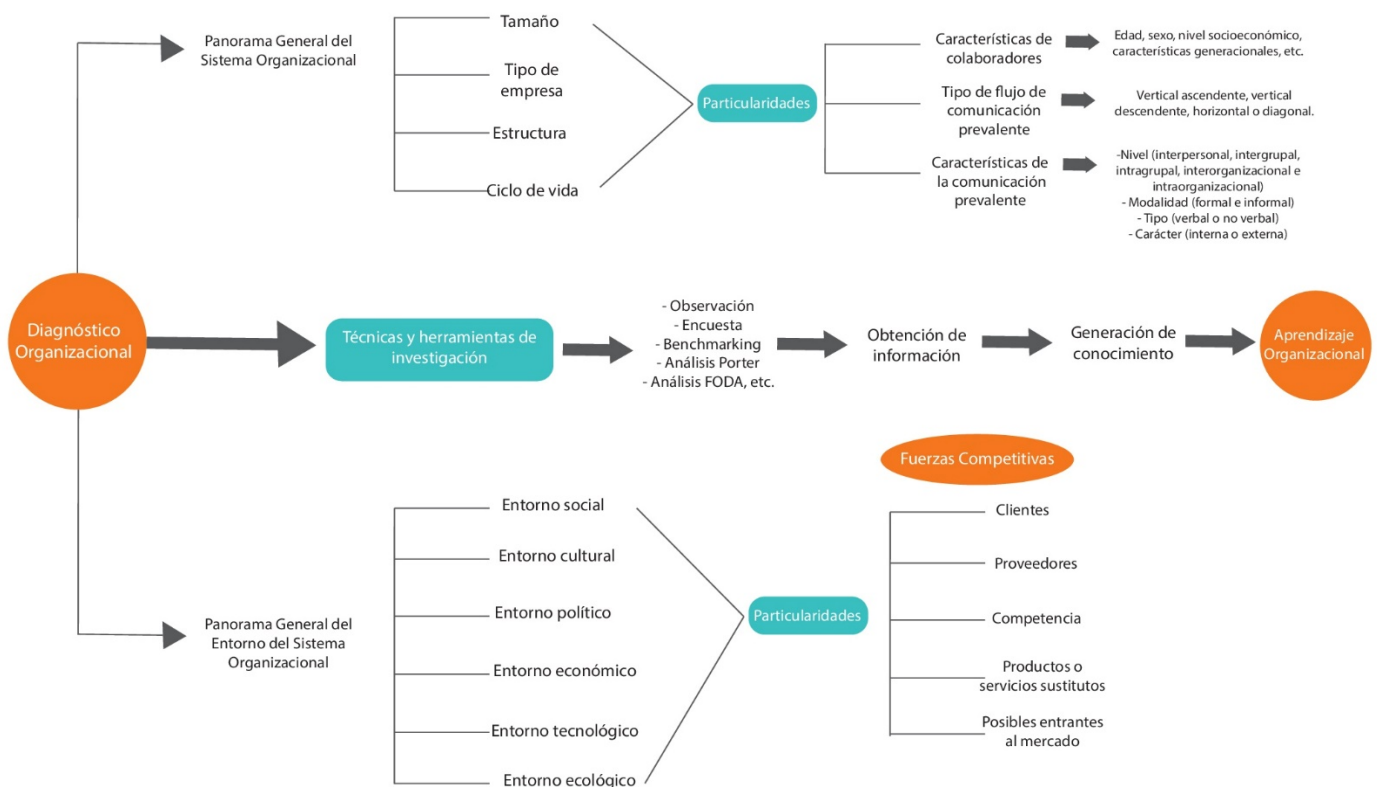 Panorama General del
Sistema Organizacional
Tamaño
Tipo de
empresa
Estructura
Ciclo de vida
Particularidades
Características de
colaboradores
Edad, sexo, nivel socioeconómico,
características generacionales, etc.
Tipo de flujo de
comunicación
prevalente
Vertical ascendente, vertical
descendente, horizontal o diagonal.
Características de
la comunicación
prevalente
-Nivel (interpersonal, intergrupal,
intragrupal, interorganizacional e
intraorganizacional)
- Modalidad (formal e informal)
- Tipo (verbal o no verbal)
- Carácter (interna o externa)
Diagnóstico
Organizacional
Técnicas y herramientas de
investigación
- Observación
- Encuesta
- Benchmarking
- Análisis Porter
- Análisis FODA, etc.
Obtención de
información
Generación de
conocimiento
Aprendizaje
Organizacional
Panorama General del
Entorno del Sistema
Organizacional
Entorno social
Entorno cultural
Entorno político
Entorno económico
Entorno tecnológico
Entorno ecológico
Particularidades
Fuerzas Competitivas
Clientes
Proveedores
Competencia
Productos o
servicios sustitutos
Posibles entrantes
al mercado